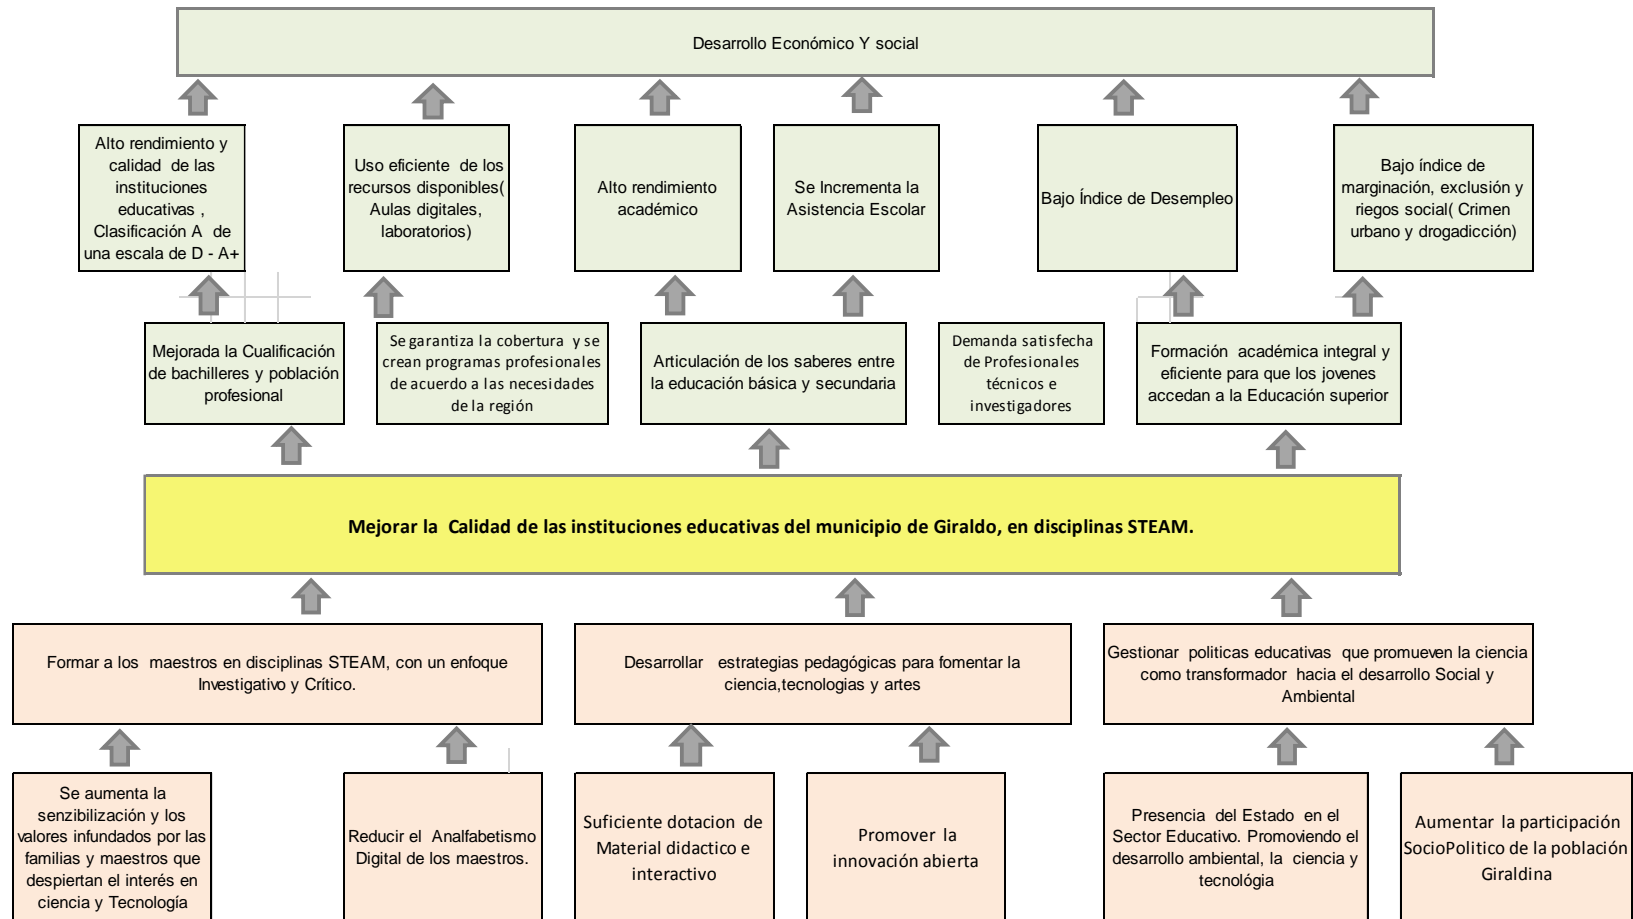 Desarrollo Económico Y social
Alto rendimiento y
calidad de las
instituciones
educativas ,
Clasificación A de
una escala de D - A+
Uso eficiente de los
recursos disponibles(
Aulas digitales,
laboratorios)
Alto rendimiento
académico
Se Incrementa la
Asistencia Escolar
Bajo Índice de Desempleo
Bajo índice de
marginación, exclusión y
riegos social( Crimen
urbano y drogadicción)
Mejorada la Cualificación
de bachilleres y población
profesional
Se garantiza la cobertura y se
crean programas profesionales
de acuerdo a las necesidades
de la región
Articulación de los saberes entre
la educación básica y secundaria
Demanda satisfecha
de Profesionales
técnicos e
investigadores
Formación académica integral y
eficiente para que los jovenes
accedan a la Educación superior
Mejorar la Calidad de las instituciones educativas del municipio de Giraldo, en disciplinas STEAM.
Formar a los maestros en disciplinas STEAM, con un enfoque
Investigativo y Crítico.
Desarrollar estrategias pedagógicas para fomentar la
ciencia,tecnologias y artes
Gestionar politicas educativas que promueven la ciencia
como transformador hacia el desarrollo Social y
Ambiental
Se aumenta la
senzibilización y los
valores infundados por las
familias y maestros que
despiertan el interés en
ciencia y Tecnología
Reducir el Analfabetismo
Digital de los maestros.
Suficiente dotacion de
Material didactico e
interactivo
Promover la
innovación abierta
Presencia del Estado en el
Sector Educativo. Promoviendo el
desarrollo ambiental, la ciencia y
tecnológia
Aumentar la participación
SocioPolitico de la población
Giraldina